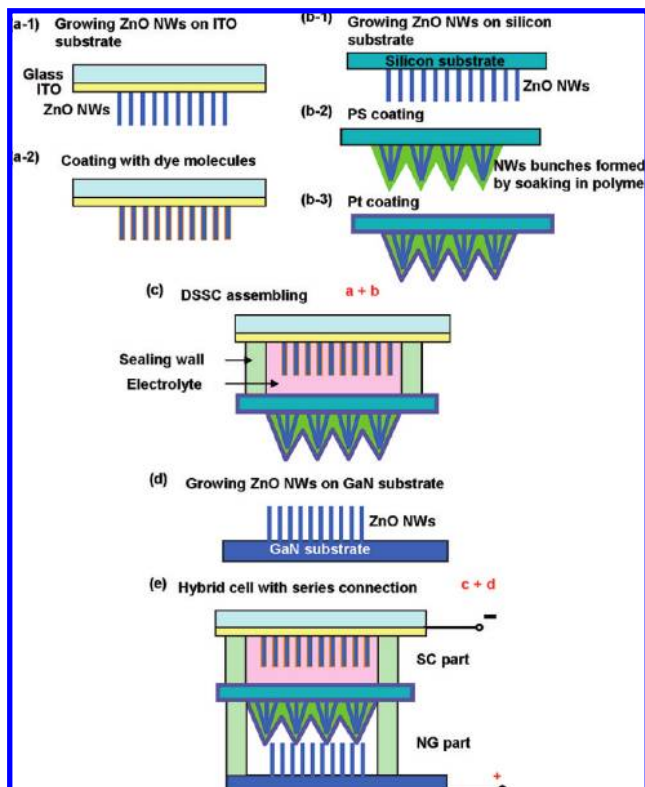 (a-1) Growing ZnO NWs on ITO
substrate
Glass
ITO
ZnO NWs
(a-2) Coating with dye molecules
(b-1) Growing ZnO NWs on silicon
substrate
Silicon substrate
ZnO NWs
(b-2) PS coating
NWs bunches formed
by soaking in polyme
(b-3) Pt coating
(c) DSSC assembling a + b
Sealing wall
Electrolyte
(d) Growing ZnO NWs on GaN substrate
ZnO NWs
GaN substrate
(e) Hybrid cell with series connection c + d
−
SC part
NG part
+